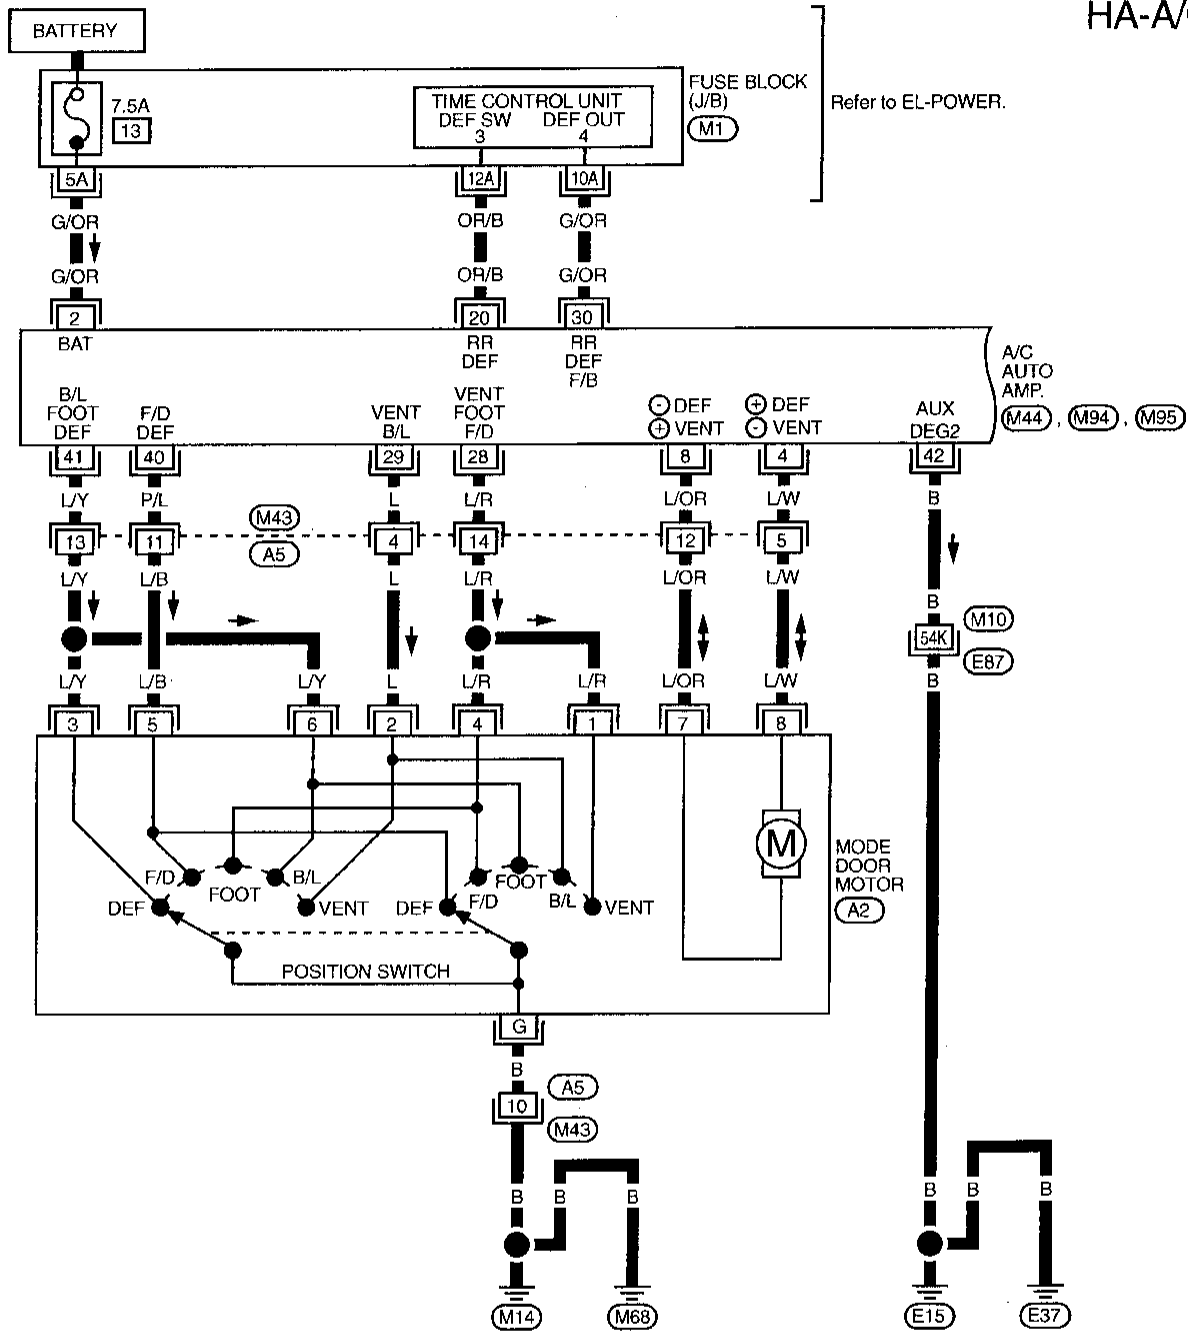 HA-A/
BATTERY
7.5A
13
TIME CONTROL UNIT
DEF SW DEF OUT
3 4
FUSE BLOCK
(J/B)
M1
Refer to EL-POWER.
5A 12A 10A
G/OR OR/B G/OR
G/OR OR/B G/OR
2 20 30
BAT
RR DEF
RR DEF F/B
A/C
AUTO
AMP.
M44 , M94 , M95
B/L FOOT DEF
F/D DEF
VENT B/L
VENT FOOT F/D
- DEF + DEF
+ VENT - VENT
AUX DEG2
41 40 29 28 8 4 42
L/Y P/L L L/R L/OR L/W B
M43
13 11 4 14 12 5
A5
L/Y L/B L L/R L/OR L/W B
M10
54K
E87
L/Y L/B L/Y L L/R L/R L/OR L/W B
3 5 6 2 4 1 7 8
M
MODE
DOOR
MOTOR
A2
DEF F/D FOOT B/L VENT
DEF F/D FOOT B/L VENT
POSITION SWITCH
G
B
A5
10
M43
B B B B B B
M14 M68 E15 E37